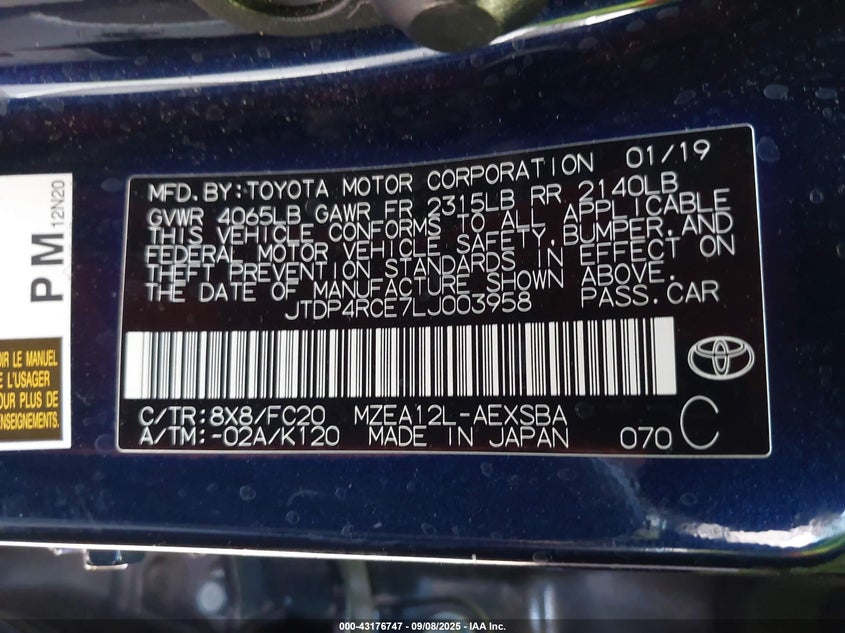 MFD. BY: TOYOTA MOTOR CORPORATION 01/19
GVWR 4065LB GAWR FR 2315LB RR 2140LB
THIS VEHICLE CONFORMS TO ALL APPLICABLE
FEDERAL MOTOR VEHICLE SAFETY, BUMPER, AND
THEFT PREVENTION STANDARDS IN EFFECT ON
THE DATE OF MANUFACTURE SHOWN ABOVE.
JTDP4RCE7LJ003958 PASS. CAR
C/TR: 8X8/FC20 MZEA12L-AEXSBA
A/TM: -02A/K120 MADE IN JAPAN 070 C
PM 12N20
LE MANUEL
L'USAGER
POUR PLUS DE
000-43176747 - 09/08/2025 - IAA Inc.